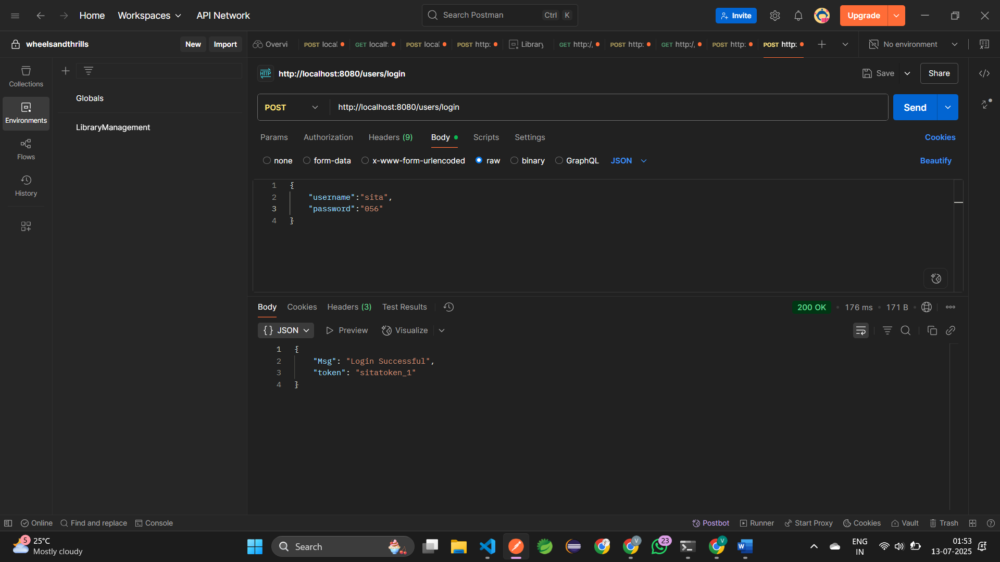 Home
Workspaces
API Network
Search Postman
Ctrl
K
Invite
Upgrade
wheelsandthrills
New
Import
Overvi
POST local
GET localh
POST local
POST http:
Library
GET http:/,
POST http:
GET http:/,
POST http:
POST http:
No environment
Collections
Environments
Flows
History
Globals
LibraryManagement
HTTP
http://localhost:8080/users/login
Save
Share
POST
http://localhost:8080/users/login
Send
Params
Authorization
Headers (9)
Body
Scripts
Settings
Cookies
none
form-data
x-www-form-urlencoded
raw
binary
GraphQL
JSON
Beautify
1 {
2 "username":"sita",
3 "password":"056"
4 }
Body
Cookies
Headers (3)
Test Results
200 OK
176 ms
171 B
{} JSON
Preview
Visualize
1 {
2 "Msg": "Login Successful",
3 "token": "sitatoken_1"
4 }
Online
Find and replace
Console
Postbot
Runner
Start Proxy
Cookies
Vault
Trash
5
25°C
Mostly cloudy
Search
V
23
V
W
ENG
IN
01:53
13-07-2025